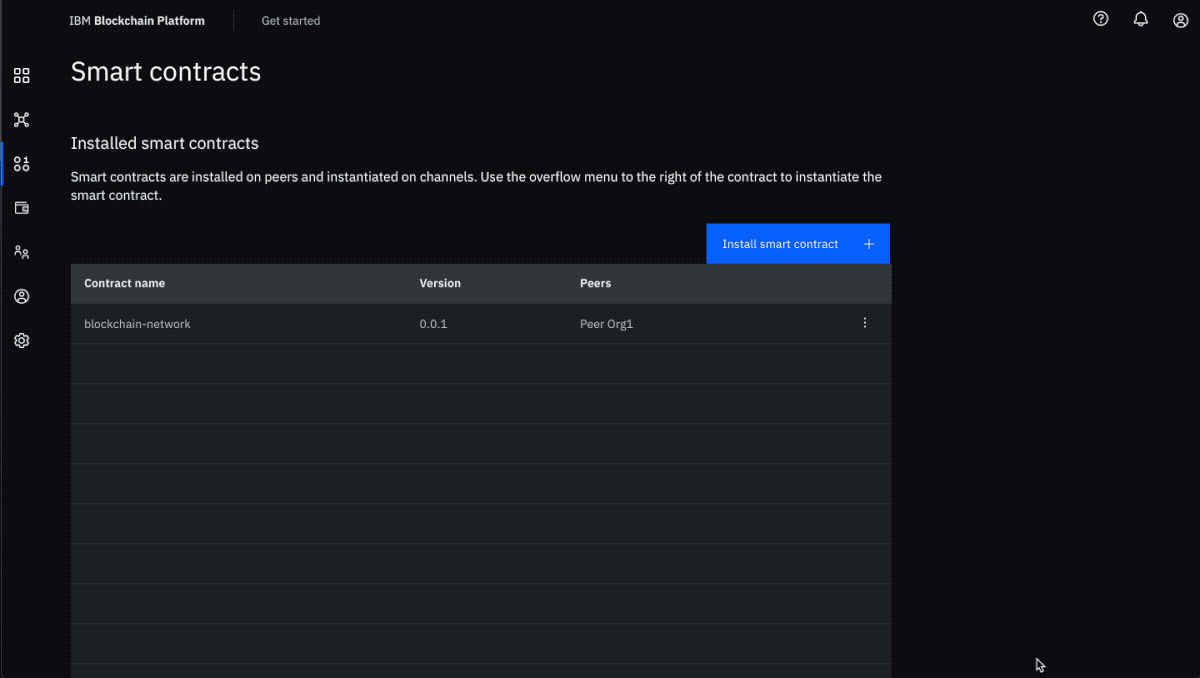 IBM Blockchain Platform
Get started
Smart contracts
Installed smart contracts
Smart contracts are installed on peers and instantiated on channels. Use the overflow menu to the right of the contract to instantiate the
smart contract.
Install smart contract +
Contract name Version Peers
blockchain-network 0.0.1 Peer Org1